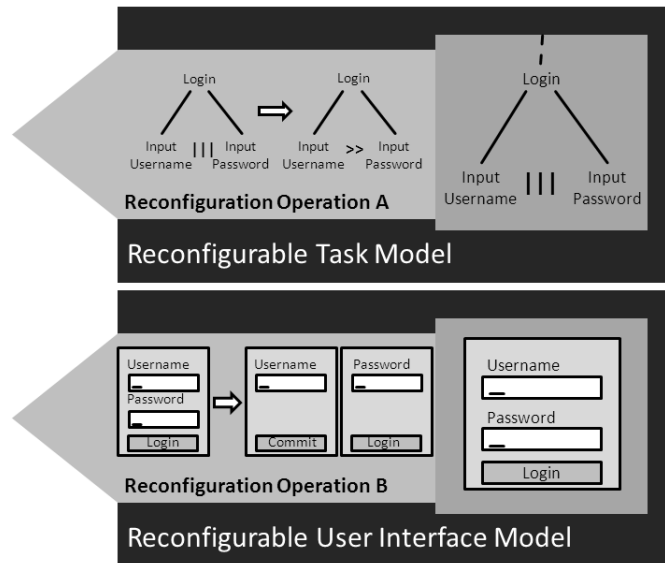 Login
Login
Input Username ||| Input Password
Input Username >> Input Password
Reconfiguration Operation A
Login
Input Username ||| Input Password
Reconfigurable Task Model
Username
Password
Login
Username
Commit
Password
Login
Reconfiguration Operation B
Username
Password
Login
Reconfigurable User Interface Model